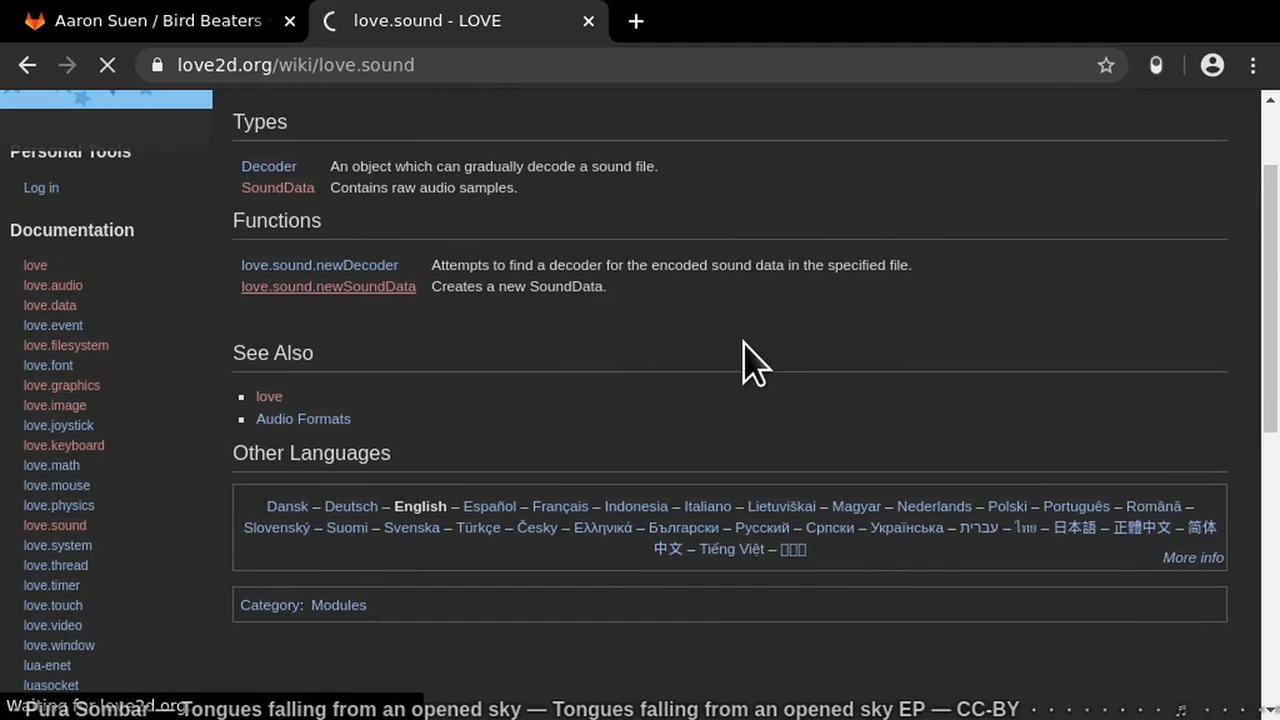 Aaron Suen / Bird Beaters
love.sound - LOVE
love2d.org/wiki/love.sound
Personal Tools
Log in
Documentation
love
love.audio
love.data
love.event
love.filesystem
love.font
love.graphics
love.image
love.joystick
love.keyboard
love.math
love.mouse
love.physics
love.sound
love.system
love.thread
love.timer
love.touch
love.video
love.window
lua-enet
luasocket
Types
Decoder An object which can gradually decode a sound file.
SoundData Contains raw audio samples.
Functions
love.sound.newDecoder Attempts to find a decoder for the encoded sound data in the specified file.
love.sound.newSoundData Creates a new SoundData.
See Also
love
Audio Formats
Other Languages
Dansk – Deutsch – English – Español – Français – Indonesia – Italiano – Lietuviškai – Magyar – Nederlands – Polski – Português – Română –
Slovenský – Suomi – Svenska – Türkçe – Česky – Ελληνικά – Български – Русский – Српски – Українська – עברית – ไทย – 日本語 – 正體中文 – 简体
中文 – Tiếng Việt –
More info
Category: Modules
Waiting for love2d.org
Pura Sombar — Tongues falling from an opened sky — Tongues falling from an opened sky EP — CC-BY